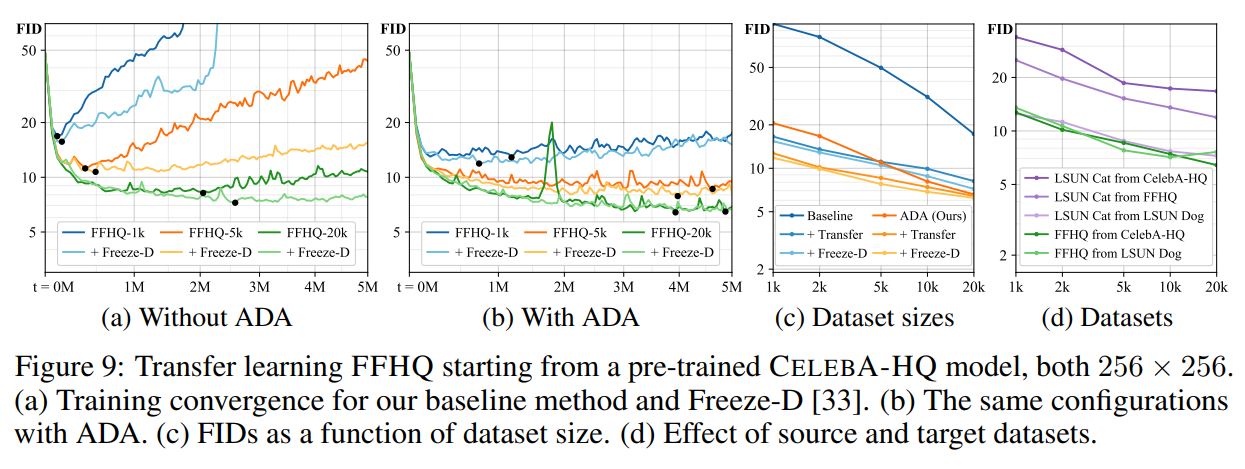 FID
50
20
10
5
FFHQ-1k
FFHQ-5k
FFHQ-20k
+ Freeze-D
+ Freeze-D
+ Freeze-D
t = 0M
1M
2M
3M
4M
5M
(a) Without ADA
FID
50
20
10
5
FFHQ-1k
FFHQ-5k
FFHQ-20k
+ Freeze-D
+ Freeze-D
+ Freeze-D
t = 0M
1M
2M
3M
4M
5M
(b) With ADA
FID
50
20
10
5
2
Baseline
ADA (Ours)
+ Transfer
+ Transfer
+ Freeze-D
+ Freeze-D
1k
2k
5k
10k
20k
(c) Dataset sizes
FID
20
10
5
2
LSUN Cat from CelebA-HQ
LSUN Cat from FFHQ
LSUN Cat from LSUN Dog
FFHQ from CelebA-HQ
FFHQ from LSUN Dog
1k
2k
5k
10k
20k
(d) Datasets
Figure 9: Transfer learning FFHQ starting from a pre-trained CELEBA-HQ model, both 256 × 256.
(a) Training convergence for our baseline method and Freeze-D [33]. (b) The same configurations
with ADA. (c) FIDs as a function of dataset size. (d) Effect of source and target datasets.